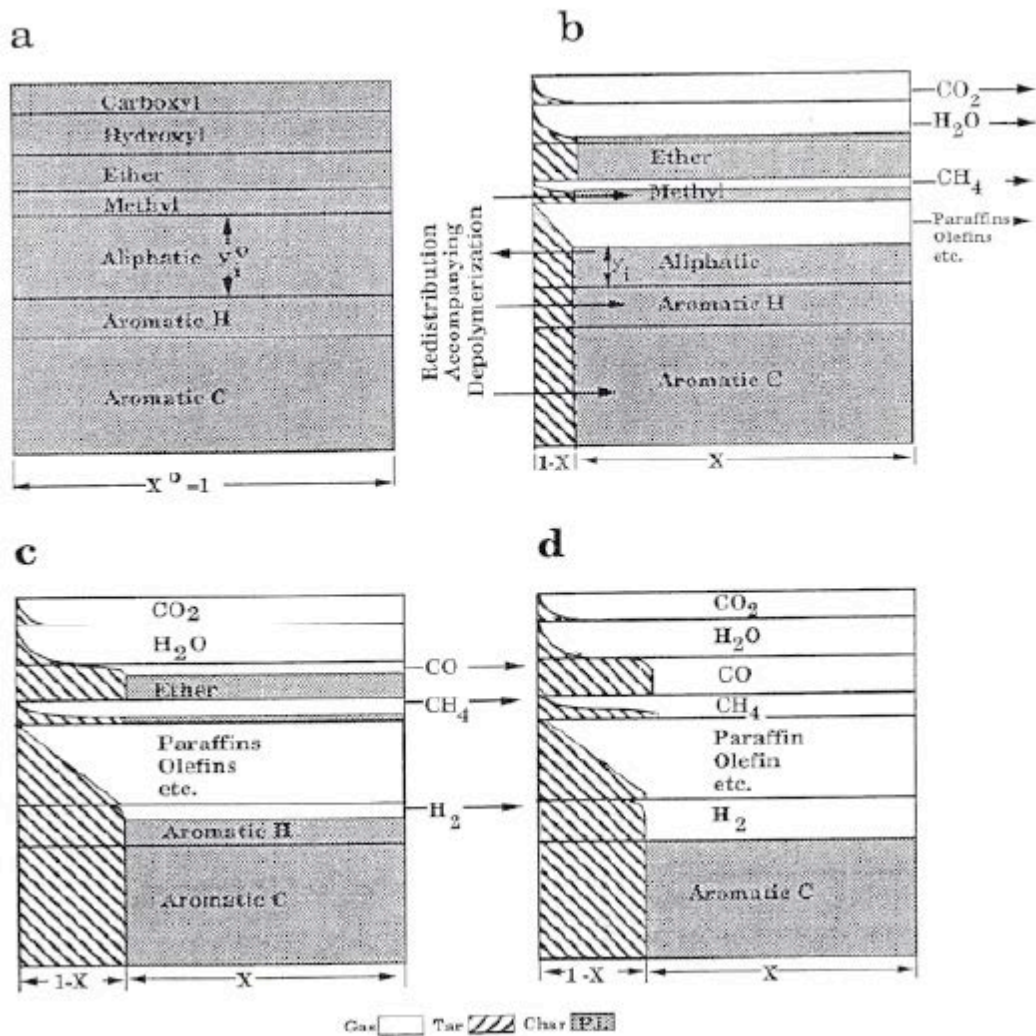 a
Carboxyl
Hydroxyl
Ether
Methyl
Aliphatic Y_i^o
Aromatic H
Aromatic C
X^o =1
b
CO2
H2O
Ether
CH4
Methyl
Paraffins
Olefins
etc.
Aliphatic
y_i
Aromatic H
Aromatic C
Redistribution
Accompanying
Depolymerization
1-X
X
c
CO2
H2O
CO
Ether
CH4
Paraffins
Olefins
etc.
H2
Aromatic H
Aromatic C
1-X
X
d
CO2
H2O
CO
CH4
Paraffin
Olefin
etc.
H2
Aromatic C
1-X
X
Gas Tar Char